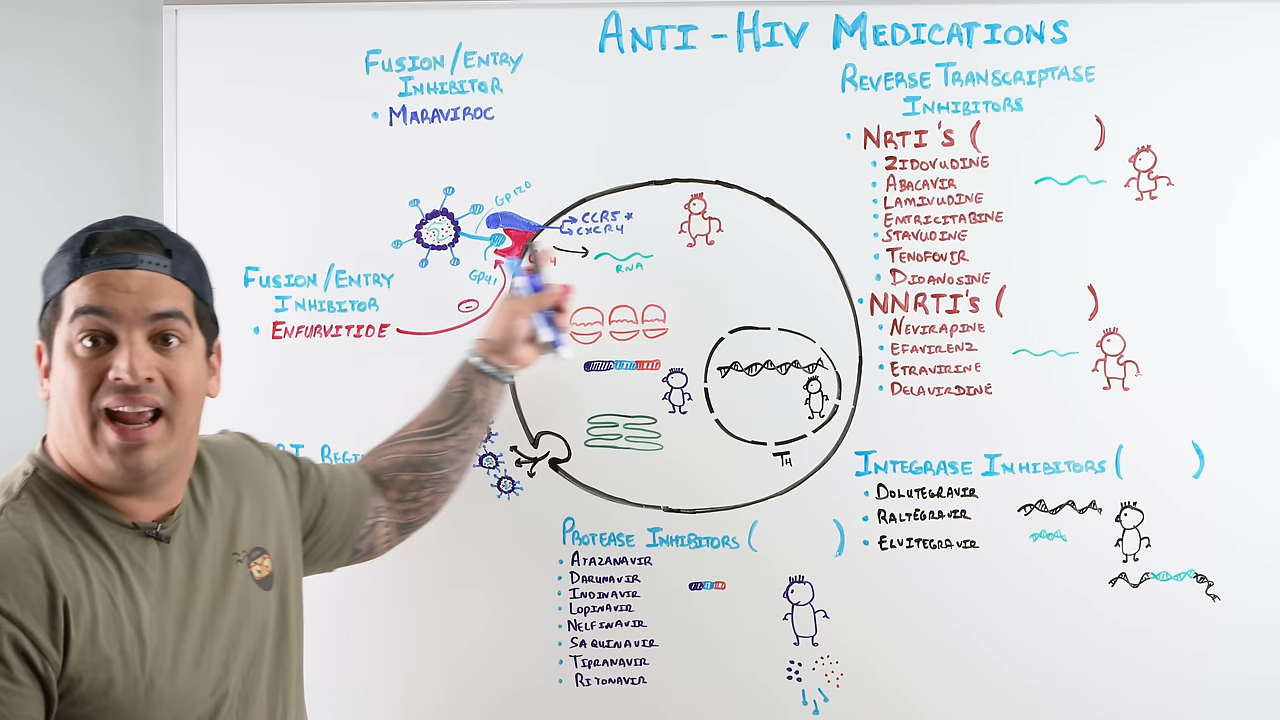 ANTI-HIV MEDICATIONS
FUSION/ENTRY
INHIBITOR
• MARAVIROC
GP120
CCR5 *
CXCR4
GP41
RNA
FUSION/ENTRY
INHIBITOR
• ENFURVITIDE
TH
REVERSE TRANSCRIPTASE
INHIBITORS
• NRTI'S ( )
• ZIDOVUDINE
• ABACAVIR
• LAMIVUDINE
• EMTRICITABINE
• STAVUDINE
• TENOFOVIR
• DIDANOSINE
• NNRTI'S ( )
• NEVIRAPINE
• EFAVIRENZ
• ETRAVIRINE
• DELAVIRDINE
INTEGRASE INHIBITORS ( )
• DOLUTEGRAVIR
• RALTEGRAVIR
• ELVITEGRAVIR
PROTEASE INHIBITORS ( )
• ATAZANAVIR
• DARUNAVIR
• INDINAVIR
• LOPINAVIR
• NELFINAVIR
• SAQUINAVIR
• TIPRANAVIR
• RITONAVIR